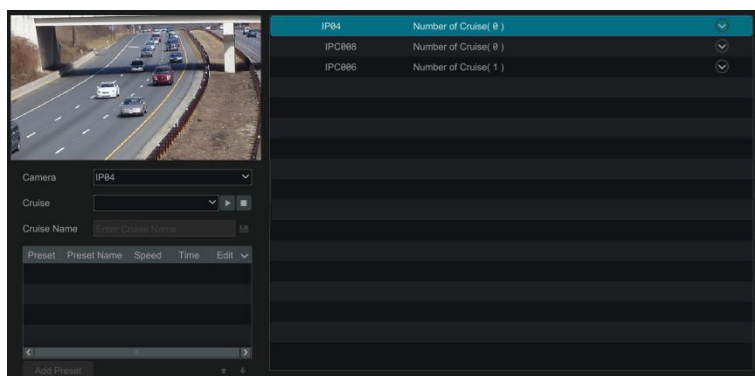 IP04 Number of Cruise( 0 )
IPC008 Number of Cruise( 0 )
IPC006 Number of Cruise( 1 )
Camera IP04
Cruise
Cruise Name Enter Cruise Name
Preset Preset Name Speed Time Edit
Add Preset